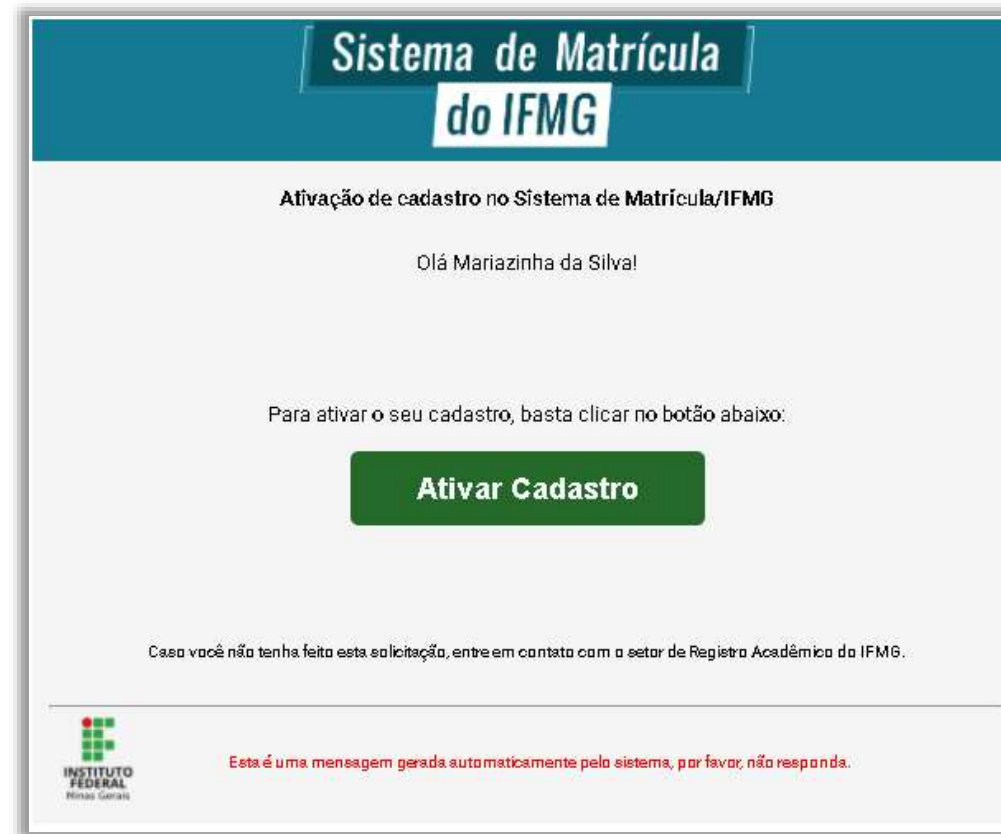 Sistema de Matrícula
do IFMG
Ativação de cadastro no Sistema de Matrícula/IFMG
Olá Mariazinha da Silva!
Para ativar o seu cadastro, basta clicar no botão abaixo:
Ativar Cadastro
Caso você não tenha feito esta solicitação, entre em contato com o setor de Registro Acadêmico do IFMG.
INSTITUTO
FEDERAL
Minas Gerais
Esta é uma mensagem gerada automaticamente pelo sistema, por favor, não responda.